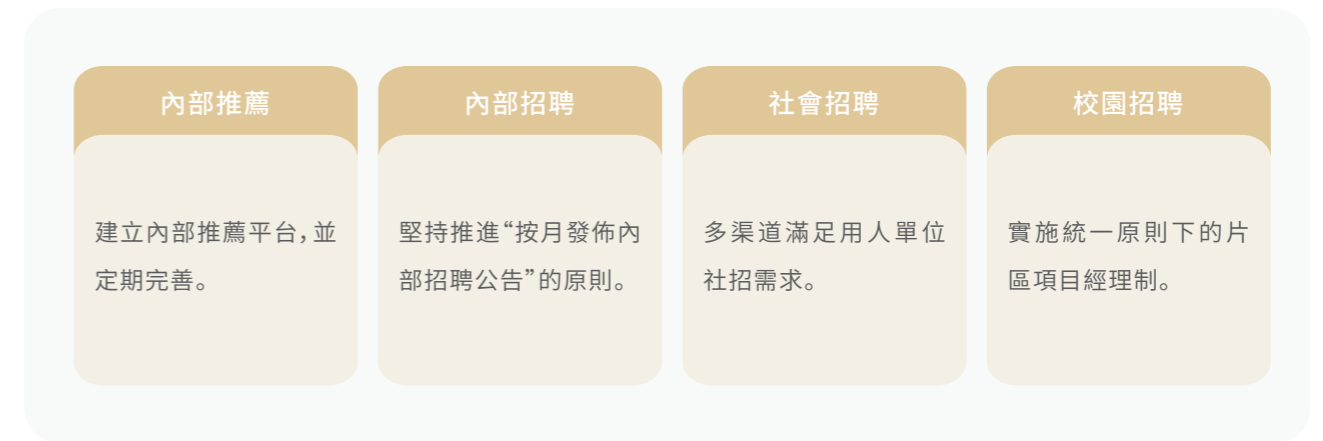 內部推薦
建立內部推薦平台，並
定期完善。
內部招聘
堅持推進“按月發佈內
部招聘公告”的原則。
社會招聘
多渠道滿足用人單位
社招需求。
校園招聘
實施統一原則下的片
區項目經理制。